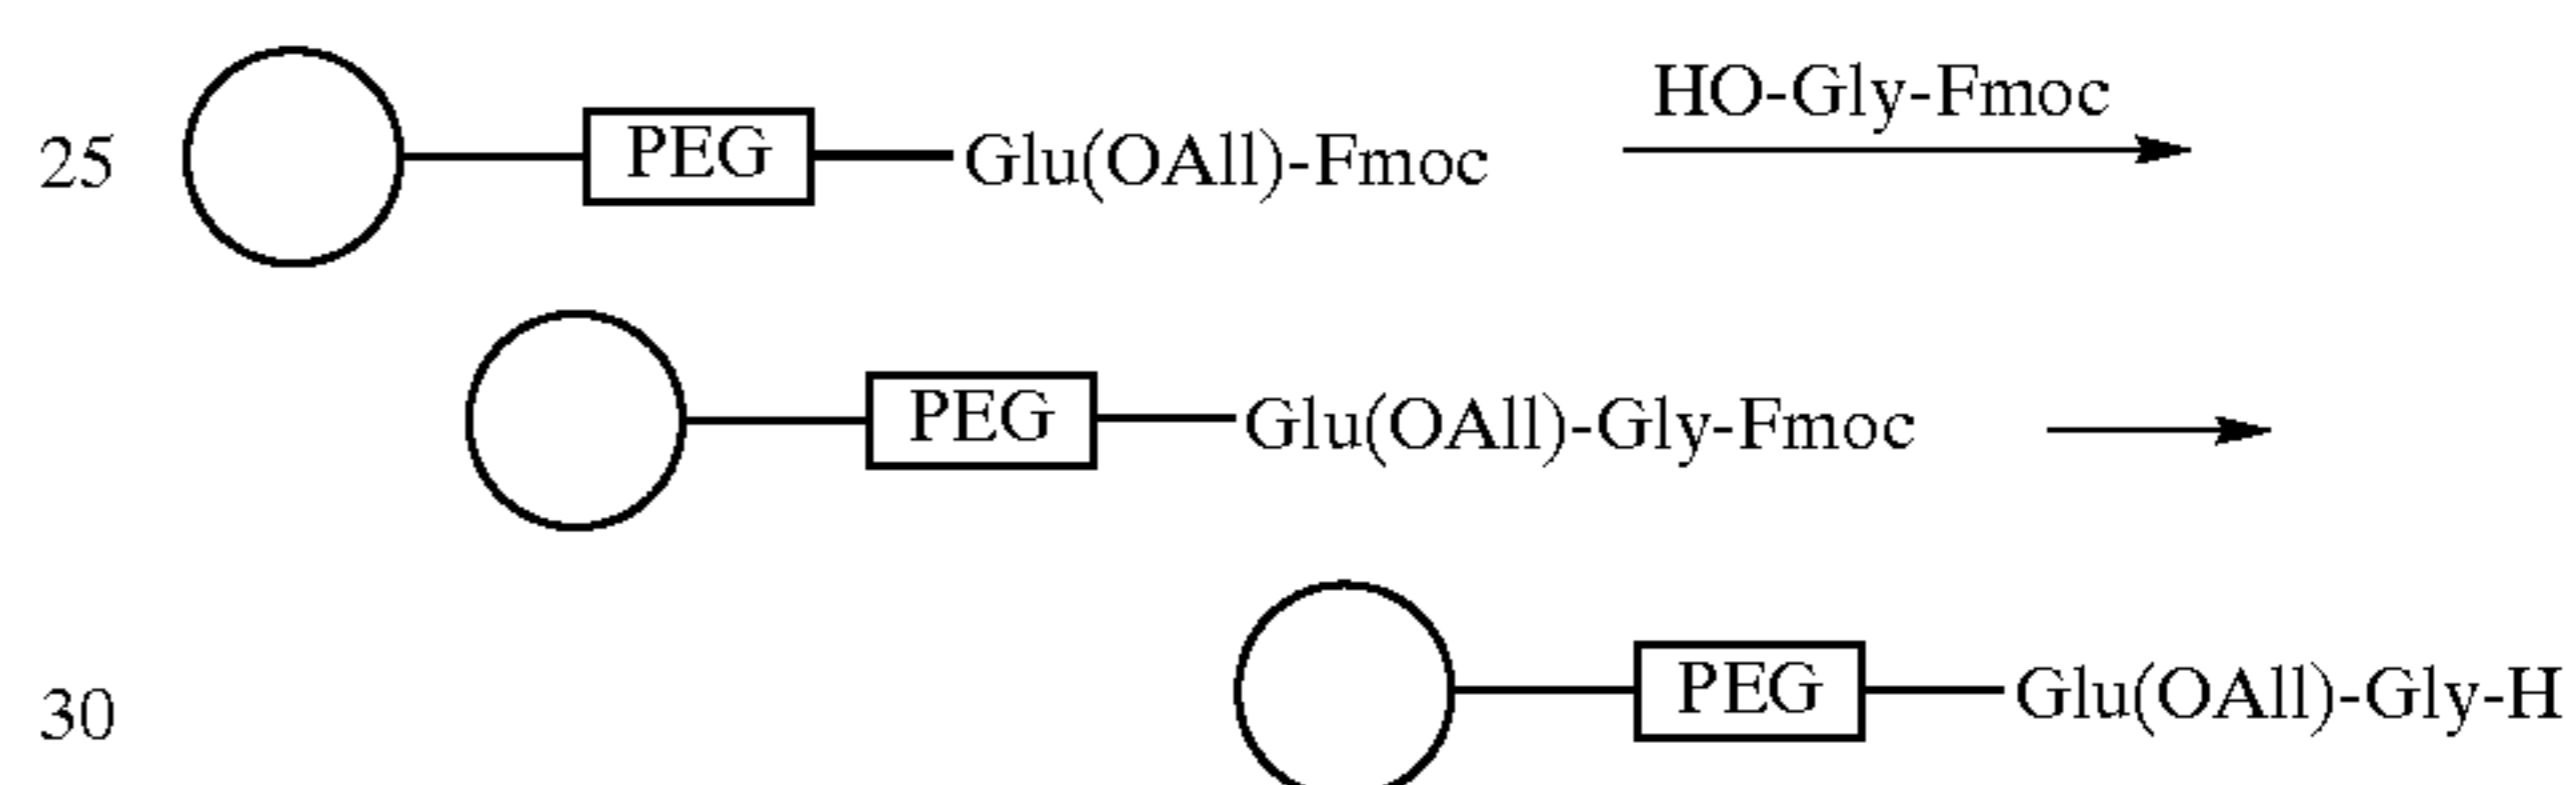 HO-Gly-Fmoc
25 PEG Glu(OAll)-Fmoc
PEG Glu(OAll)-Gly-Fmoc
30 PEG Glu(OAll)-Gly-H